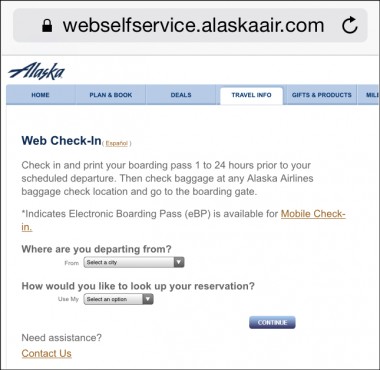 webselfservice.alaskaair.com
Alaska
HOME PLAN & BOOK DEALS TRAVEL INFO GIFTS & PRODUCTS MILE
Web Check-In ( Español )
Check in and print your boarding pass 1 to 24 hours prior to your
scheduled departure. Then check baggage at any Alaska Airlines
baggage check location and go to the boarding gate.
*Indicates Electronic Boarding Pass (eBP) is available for Mobile Check-
in.
Where are you departing from?
From Select a city
How would you like to look up your reservation?
Use My Select an option
CONTINUE
Need assistance?
Contact Us